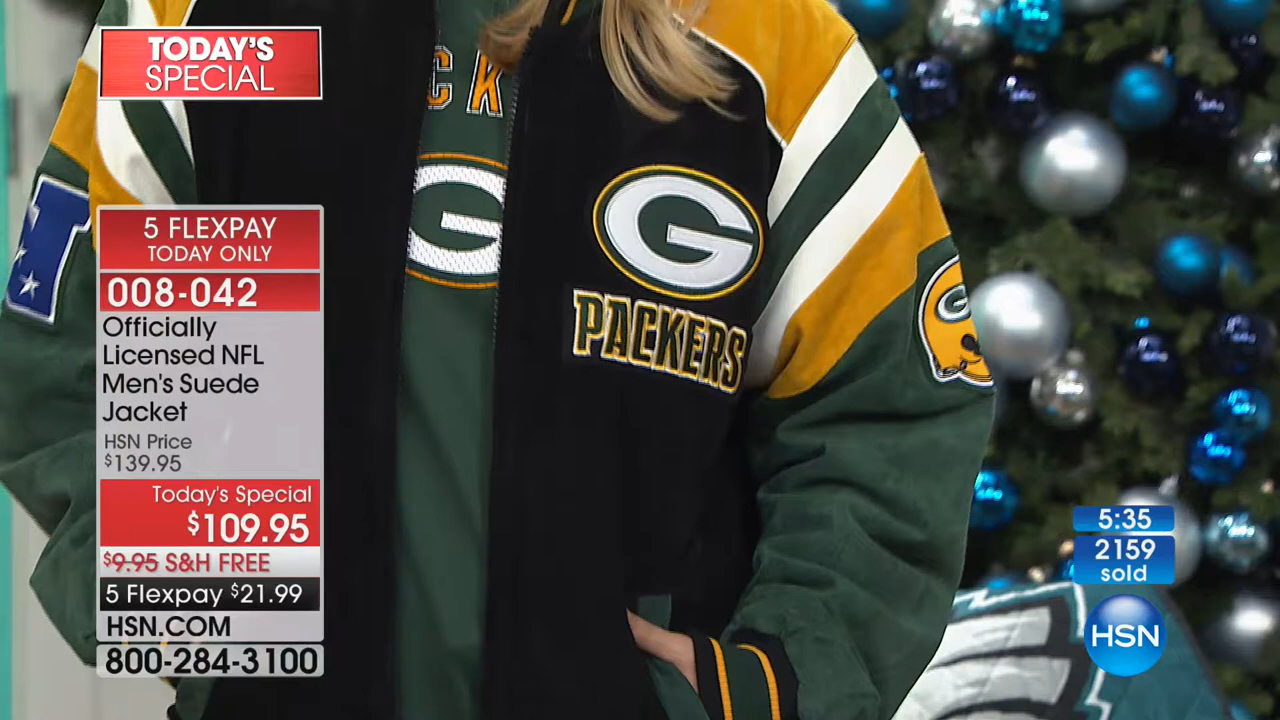 TODAY'S
SPECIAL
5 FLEXPAY
TODAY ONLY
008-042
Officially
Licensed NFL
Men's Suede
Jacket
HSN Price
$139.95
Today's Special
$109.95
$9.95 S&H FREE
5 Flexpay $21.99
HSN.COM
800-284-3100
CK
G
G
PACKERS
G
5:35
2159
sold
HSN